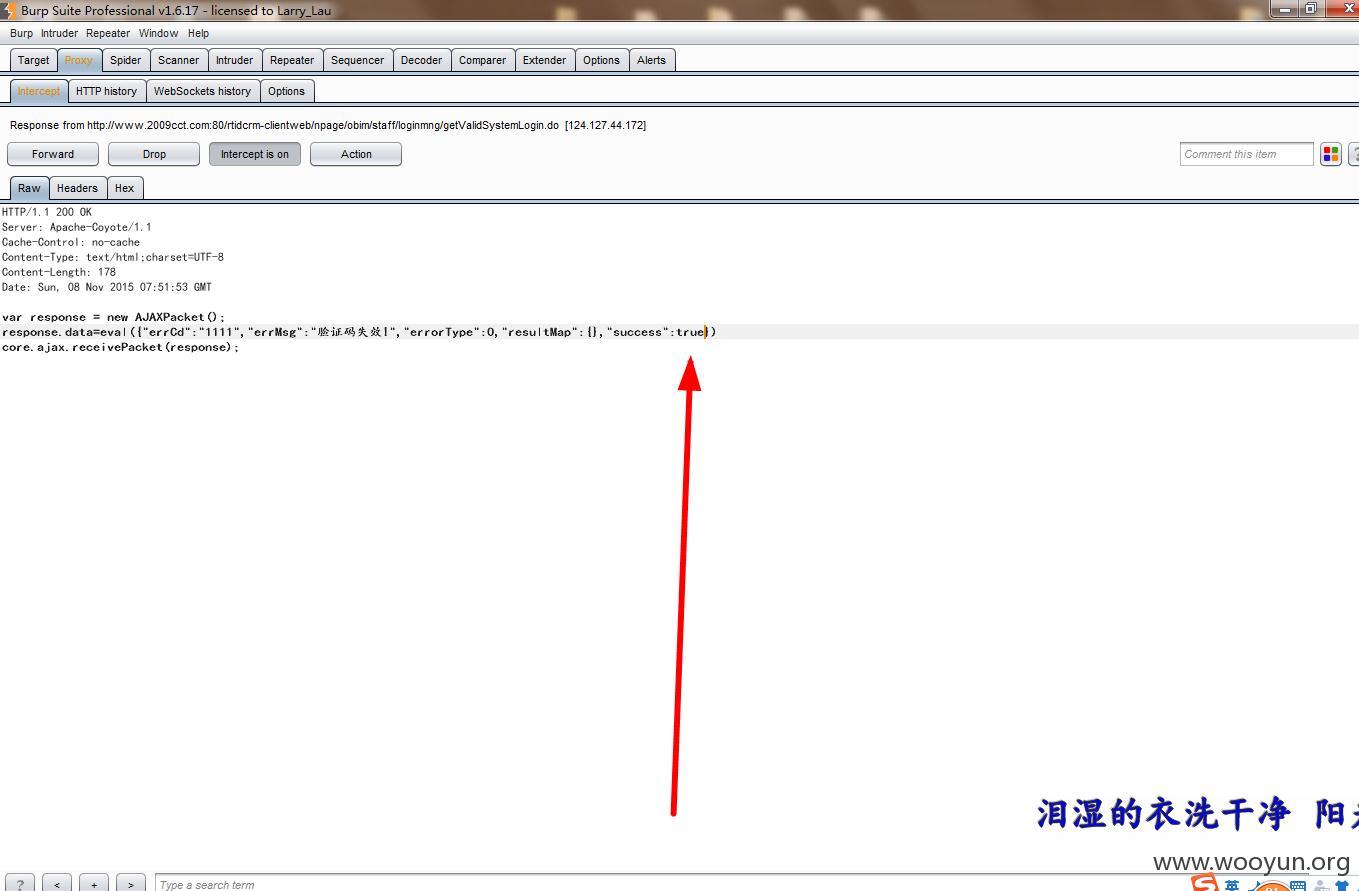 Burp Suite Professional v1.6.17 - licensed to Larry_Lau
Burp Intruder Repeater Window Help
Target Proxy Spider Scanner Intruder Repeater Sequencer Decoder Comparer Extender Options Alerts
Intercept HTTP history WebSockets history Options
Response from http://www.2009cct.com:80/rtidcrm-clientweb/npage/obim/staff/loginmng/getValidSystemLogin.do [124.127.44.172]
Forward Drop Intercept is on Action Comment this item ?
Raw Headers Hex
HTTP/1.1 200 OK
Server: Apache-Coyote/1.1
Cache-Control: no-cache
Content-Type: text/html;charset=UTF-8
Content-Length: 178
Date: Sun, 08 Nov 2015 07:51:53 GMT
var response = new AJAXPacket();
response.data=eval({"errCd":"1111","errMsg":"验证码失效!","errorType":0,"resultMap":{},"success":true})
core.ajax.receivePacket(response);
泪湿的衣洗干净 阳
www.wooyun.org
? < + > Type a search term
英